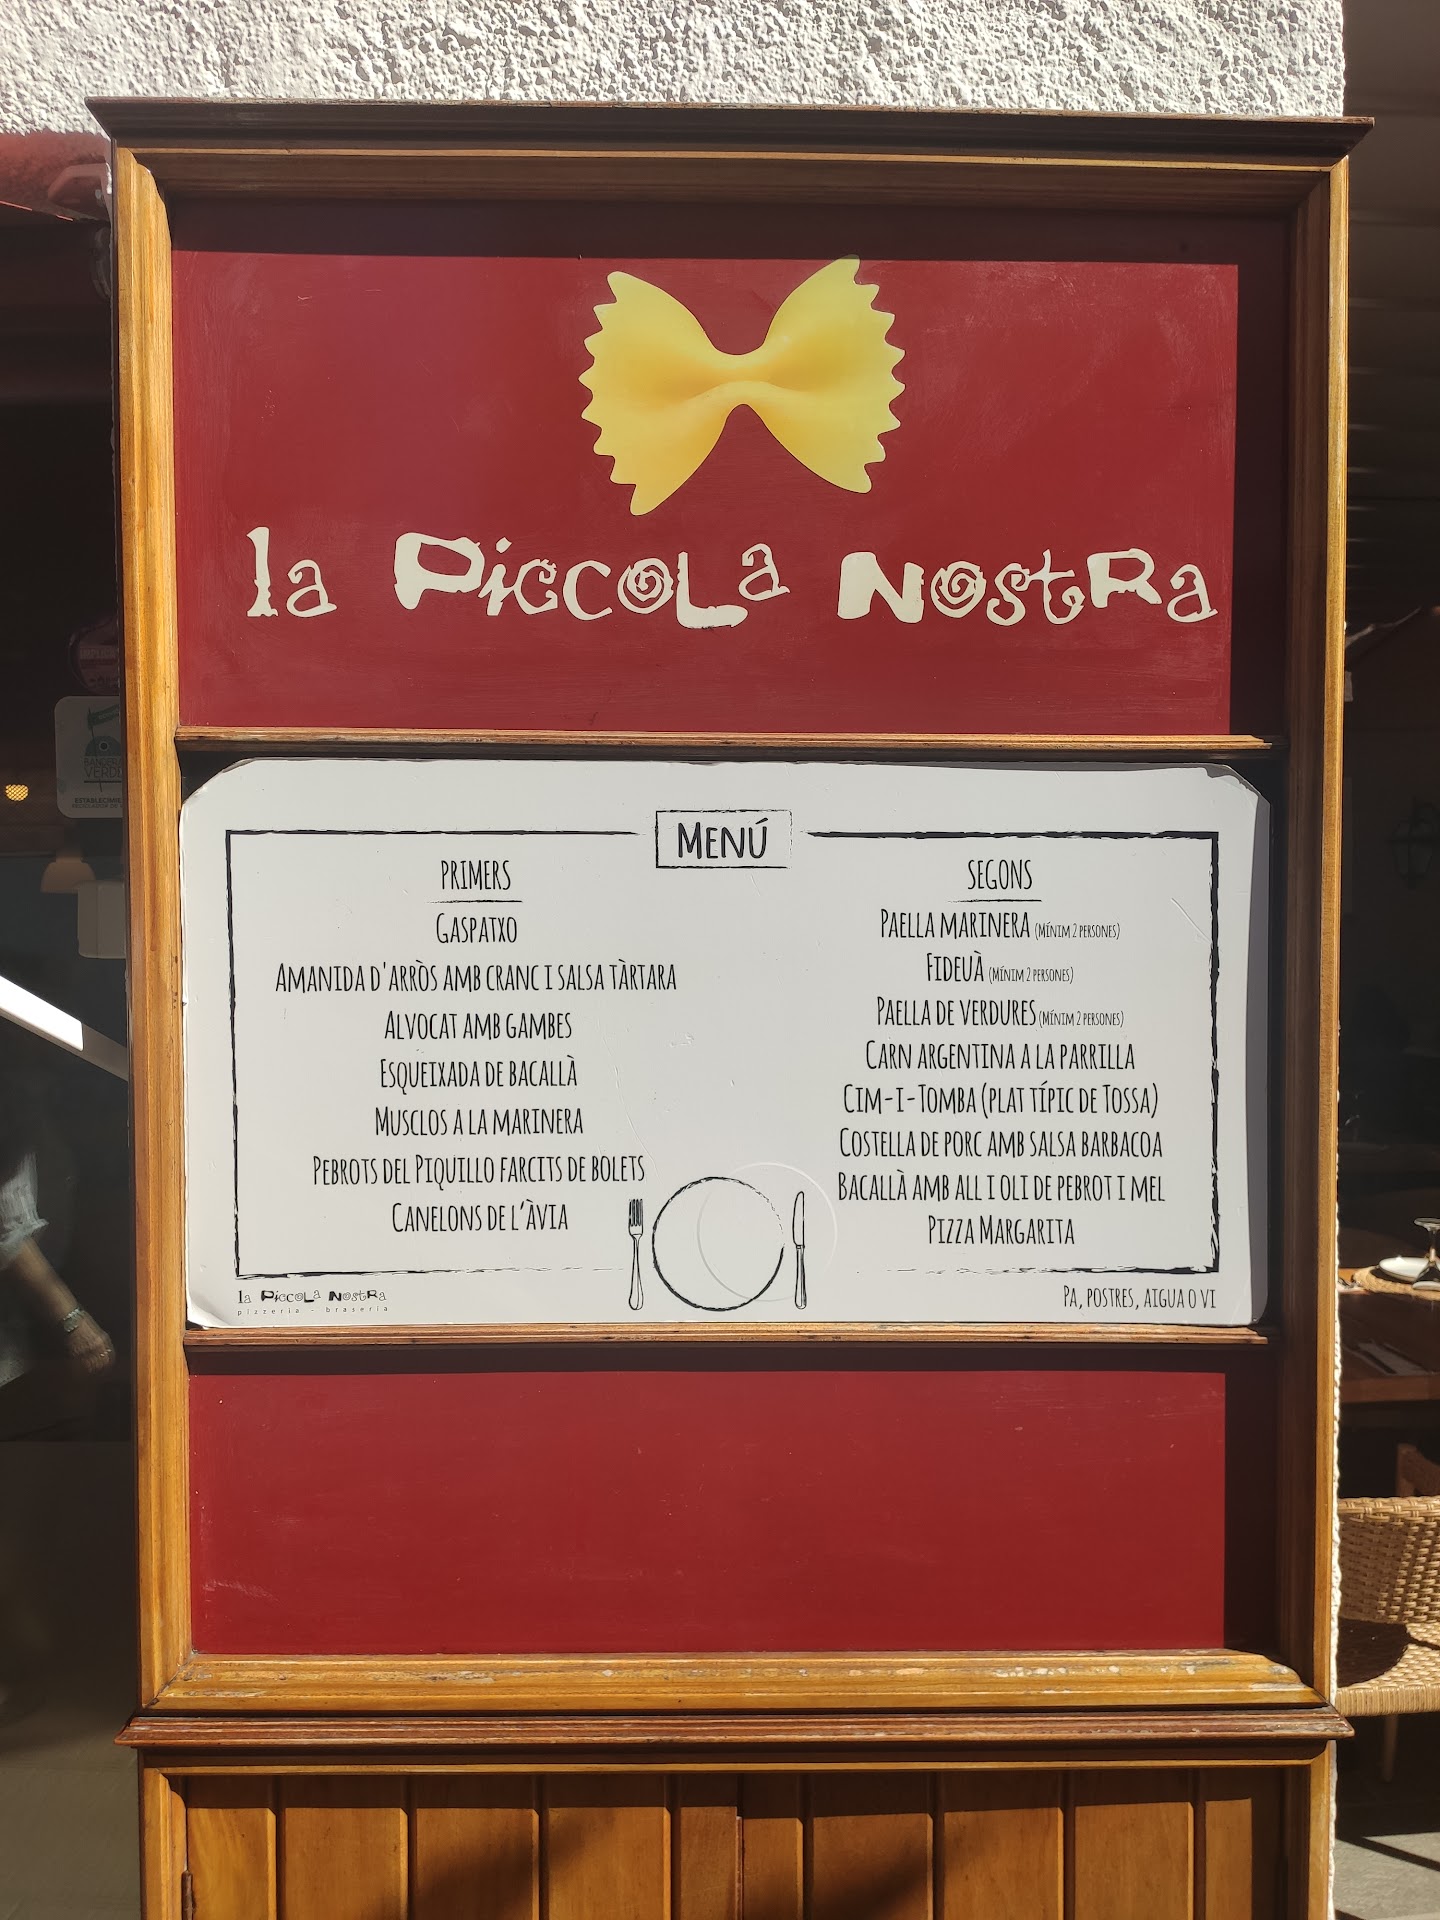 la Piccola Nostra
Menú
PRIMERS
GASPATXO
AMANIDA D'ARRÒS AMB CRANC I SALSA TÀRTARA
ALVOCAT AMB GAMBES
ESQUEIXADA DE BACALLÀ
MUSCLOS A LA MARINERA
PEBROTS DEL PIQUILLO FARCITS DE BOLETS
CANELONS DE L'ÀVIA
SEGONS
PAELLA MARINERA (MÍNIM 2 PERSONES)
FIDEUÀ (MÍNIM 2 PERSONES)
PAELLA DE VERDURES (MÍNIM 2 PERSONES)
CARN ARGENTINA A LA PARRILLA
CIM-I-TOMBA (PLAT TÍPIC DE TOSSA)
COSTELLA DE PORC AMB SALSA BARBACOA
BACALLÀ AMB ALL I OLI DE PEBROT I MEL
PIZZA MARGARITA
la Piccola Nostra
pizzeria - braseria
PA, POSTRES, AIGUA O VI